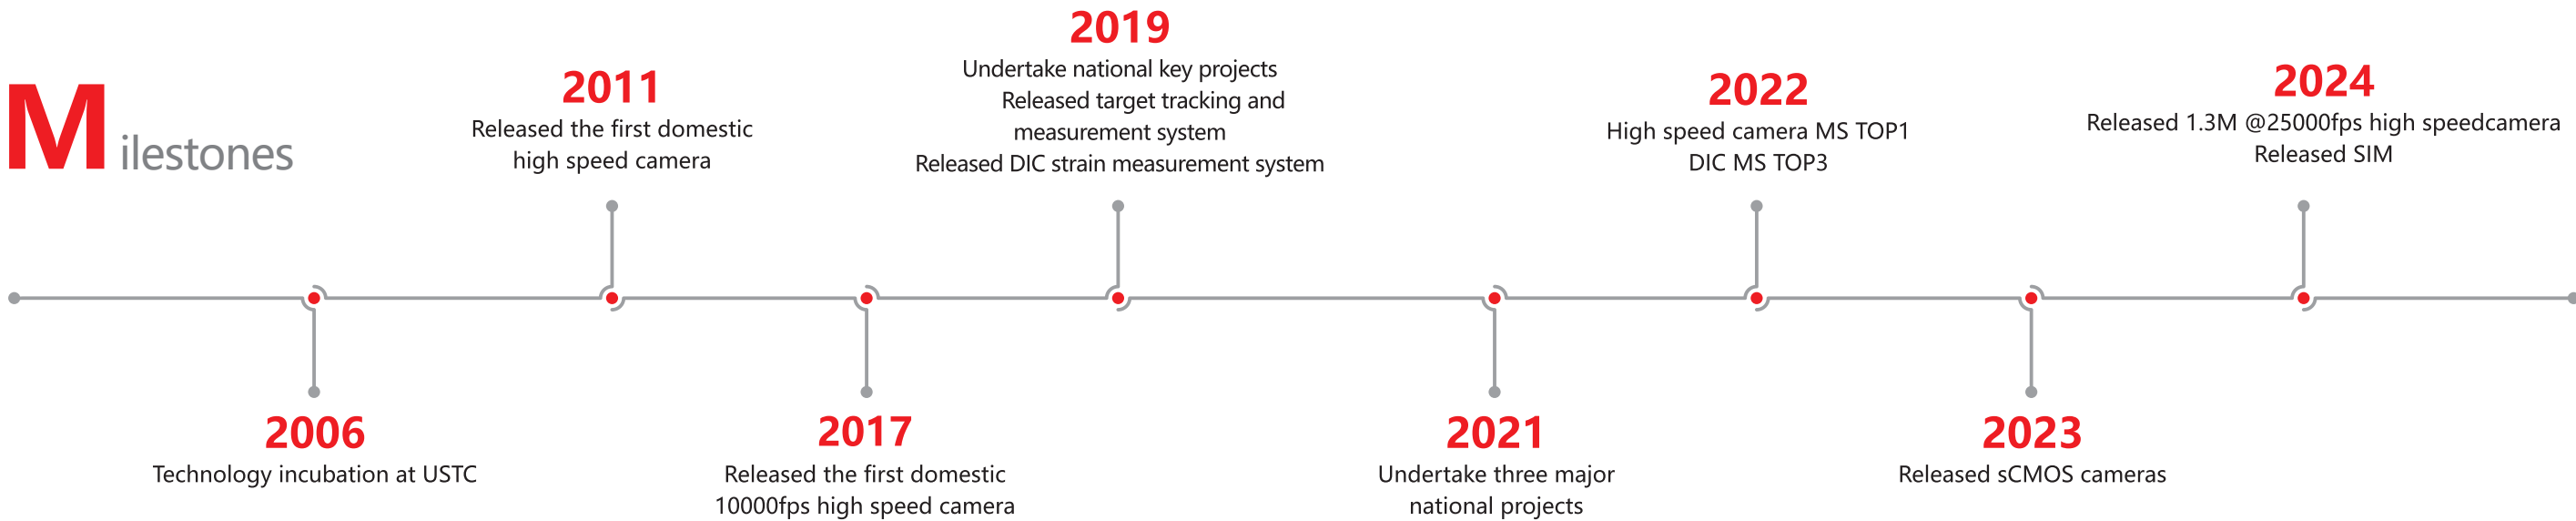 Milestones
2006
Technology incubation at USTC
2011
Released the first domestic
high speed camera
2017
Released the first domestic
10000fps high speed camera
2019
Undertake national key projects
Released target tracking and
measurement system
Released DIC strain measurement system
2021
Undertake three major
national projects
2022
High speed camera MS TOP1
DIC MS TOP3
2023
Released sCMOS cameras
2024
Released 1.3M @25000fps high speedcamera
Released SIM